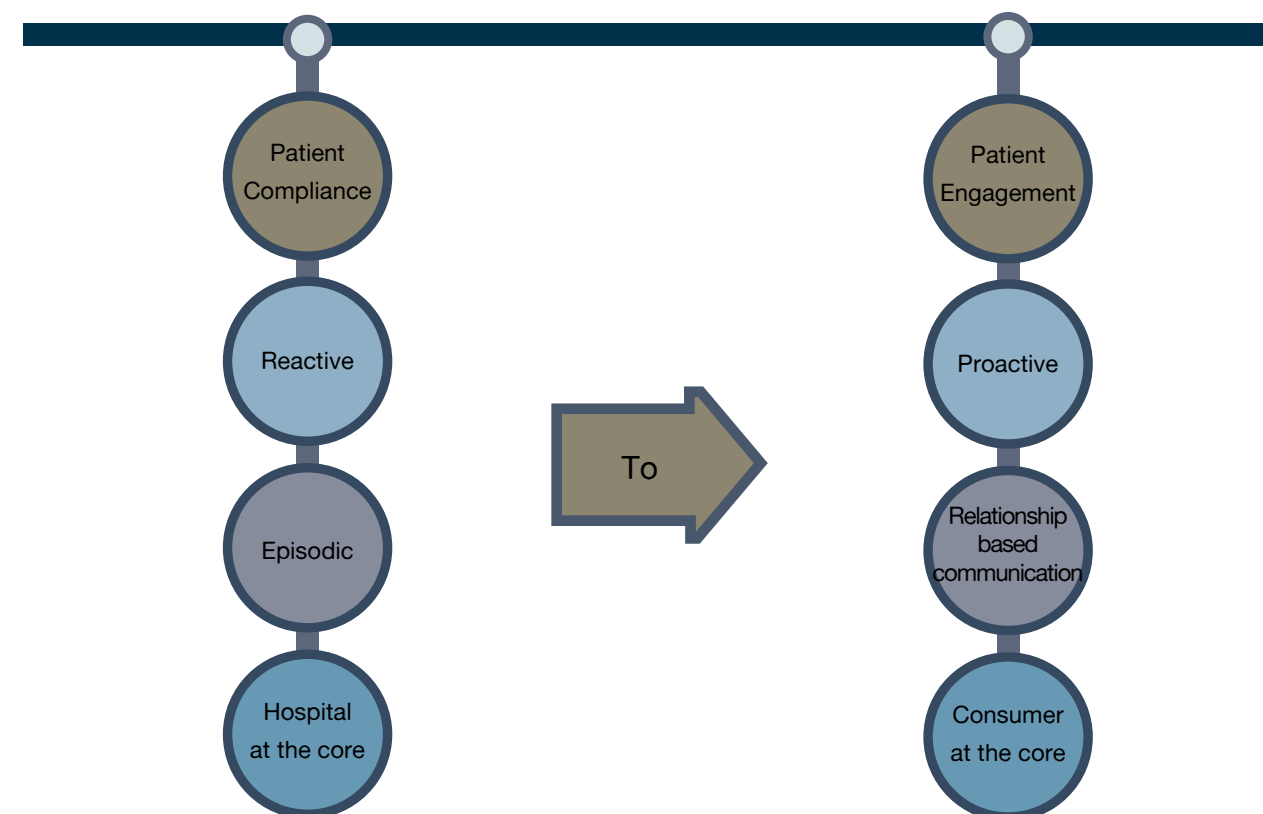 Patient
Compliance
Reactive
Episodic
Hospital
at the core
To
Patient
Engagement
Proactive
Relationship
based
communication
Consumer
at the core